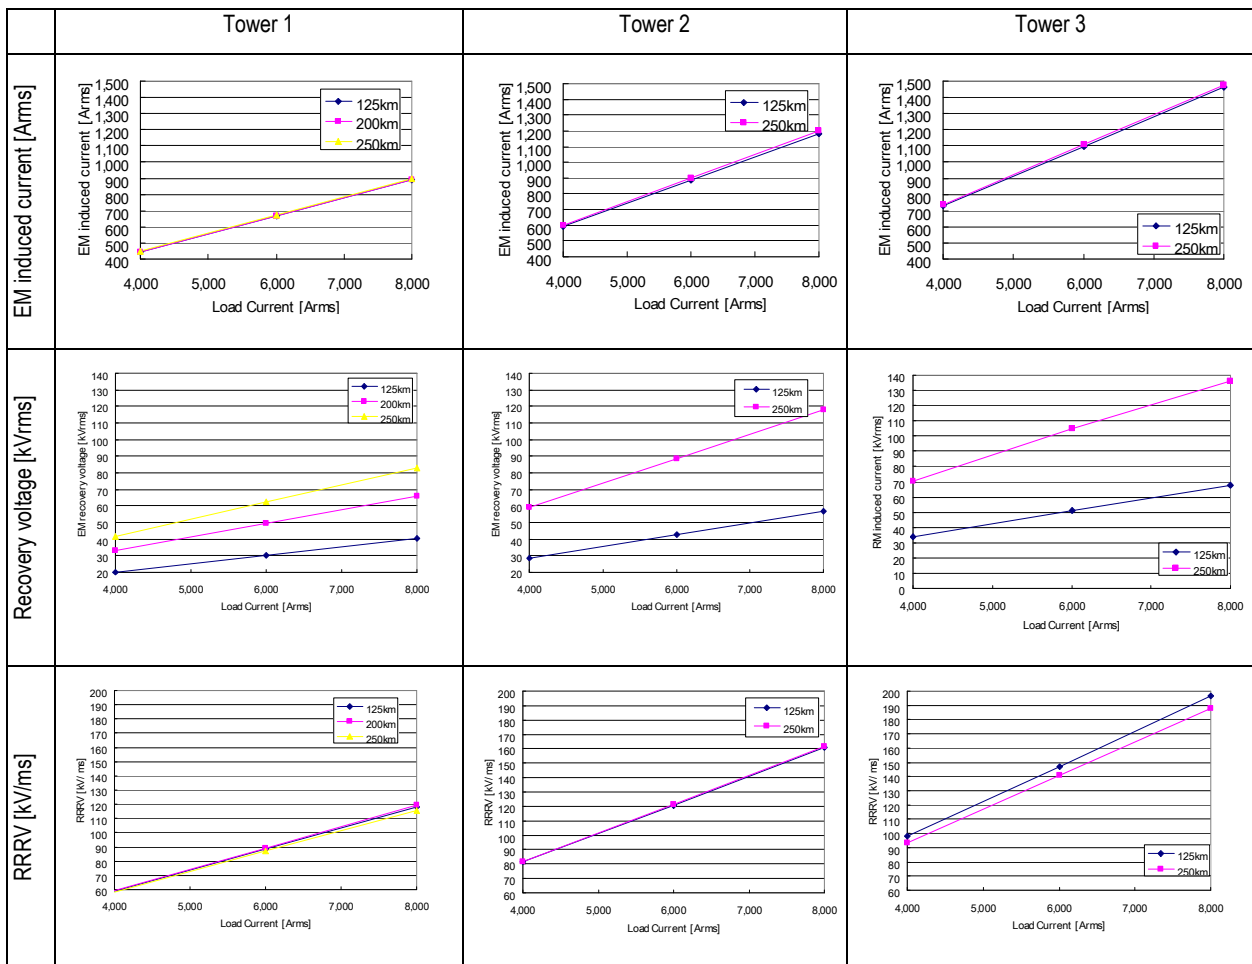 Tower 1
Tower 2
Tower 3
EM induced current [Arms]
EM induced current [Arms]
1,500
1,400
1,300
1,200
1,100
1,000
900
800
700
600
500
400
125km
200km
250km
4,000 5,000 6,000 7,000 8,000
Load Current [Arms]
EM induced current [Arms]
1,500
1,400
1,300
1,200
1,100
1,000
900
800
700
600
500
400
125km
250km
4,000 5,000 6,000 7,000 8,000
Load Current [Arms]
EM induced current [Arms]
1,500
1,400
1,300
1,200
1,100
1,000
900
800
700
600
500
400
125km
250km
4,000 5,000 6,000 7,000 8,000
Load Current [Arms]
Recovery voltage [kVrms]
EM recovery voltage [kVrms]
140
130
120
110
100
90
80
70
60
50
40
30
20
125km
200km
250km
4,000 5,000 6,000 7,000 8,000
Load Current [Arms]
EM recovery voltage [kVrms]
140
130
120
110
100
90
80
70
60
50
40
30
20
125km
250km
4,000 5,000 6,000 7,000 8,000
Load Current [Arms]
RM induced current [kVrms]
140
130
120
110
100
90
80
70
60
50
40
30
20
10
0
125km
250km
4,000 5,000 6,000 7,000 8,000
Load Current [Arms]
RRRV [kV/ms]
RRRV [kV/ms]
200
190
180
170
160
150
140
130
120
110
100
90
80
70
60
125km
200km
250km
4,000 5,000 6,000 7,000 8,000
Load Current [Arms]
RRRV [kV/ms]
200
190
180
170
160
150
140
130
120
110
100
90
80
70
60
125km
250km
4,000 5,000 6,000 7,000 8,000
Load Current [Arms]
RRRV [kV/ms]
200
190
180
170
160
150
140
130
120
110
100
90
80
70
60
125km
250km
4,000 5,000 6,000 7,000 8,000
Load Current [Arms]